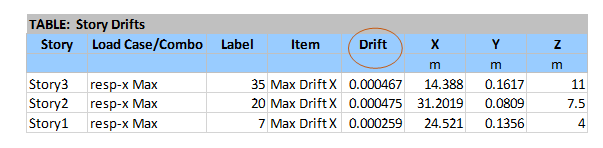 TABLE: Story Drifts
Story Load Case/Combo Label Item Drift X Y Z
m m m
Story3 resp-x Max 35 Max Drift X 0.000467 14.388 0.1617 11
Story2 resp-x Max 20 Max Drift X 0.000475 31.2019 0.0809 7.5
Story1 resp-x Max 7 Max Drift X 0.000259 24.521 0.1356 4